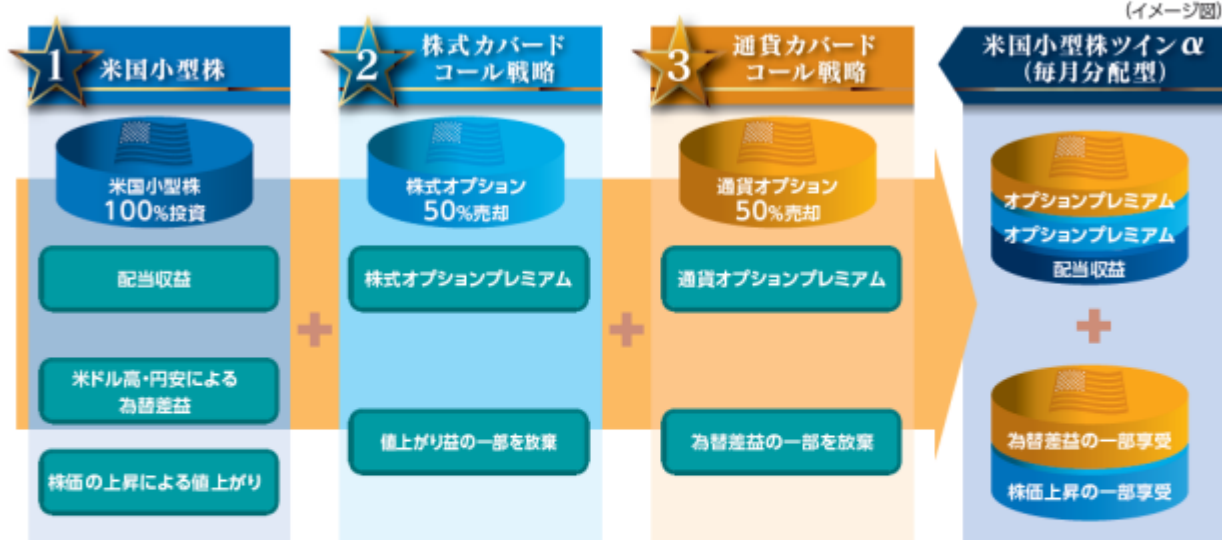 (イメージ図)
1 米国小型株
米国小型株
100%投資
配当収益
米ドル高・円安による
為替差益
株価の上昇による値上がり
2 株式カバード
コール戦略
株式オプション
50%売却
株式オプションプレミアム
値上がり益の一部を放棄
3 通貨カバード
コール戦略
通貨オプション
50%売却
通貨オプションプレミアム
為替差益の一部を放棄
米国小型株ツインα
(毎月分配型)
オプションプレミアム
オプションプレミアム
配当収益
為替差益の一部享受
株価上昇の一部享受